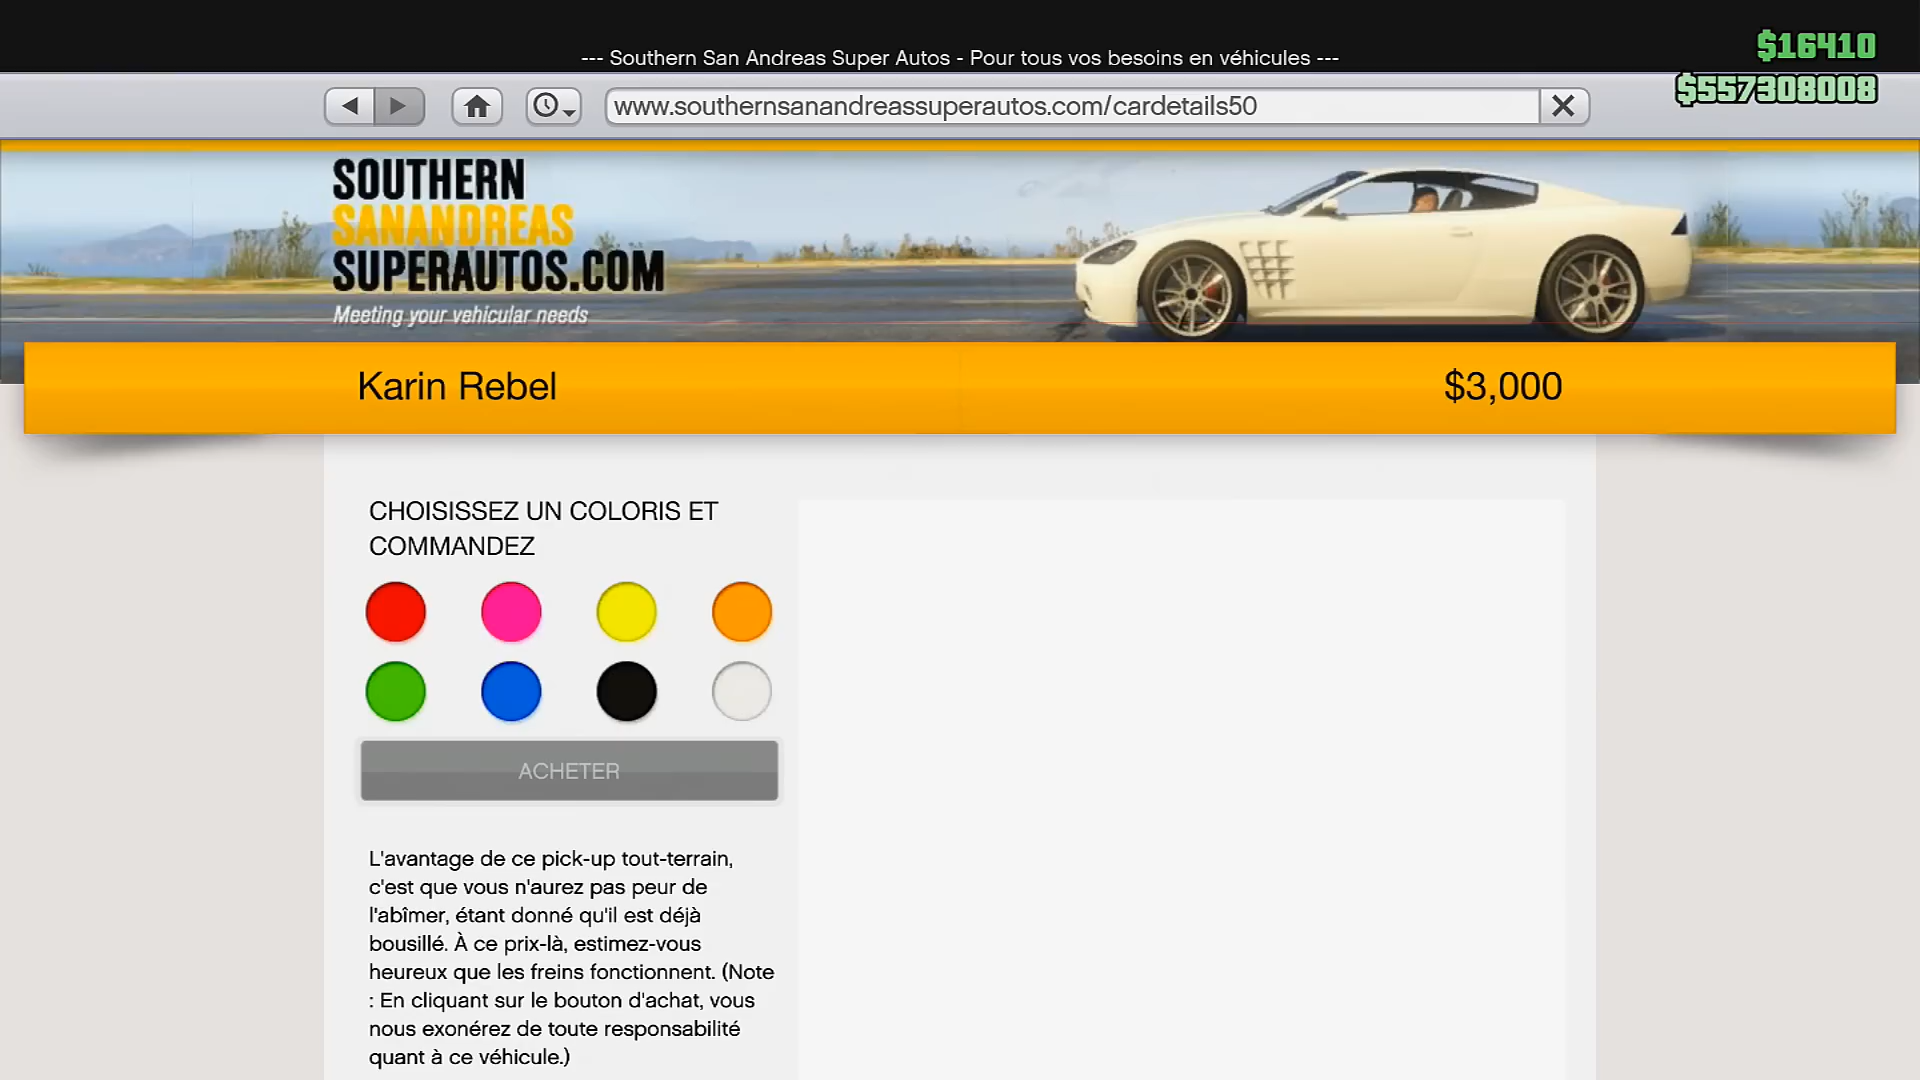 --- Southern San Andreas Super Autos - Pour tous vos besoins en véhicules ---
$16410
$557308008
www.southernsanandreassuperautos.com/cardetails50
SOUTHERN
SANANDREAS
SUPERAUTOS.COM
Meeting your vehicular needs
Karin Rebel
$3,000
CHOISISSEZ UN COLORIS ET
COMMANDEZ
ACHETER
L'avantage de ce pick-up tout-terrain,
c'est que vous n'aurez pas peur de
l'abîmer, étant donné qu'il est déjà
bousillé. À ce prix-là, estimez-vous
heureux que les freins fonctionnent. (Note
: En cliquant sur le bouton d'achat, vous
nous exonérez de toute responsabilité
quant à ce véhicule.)